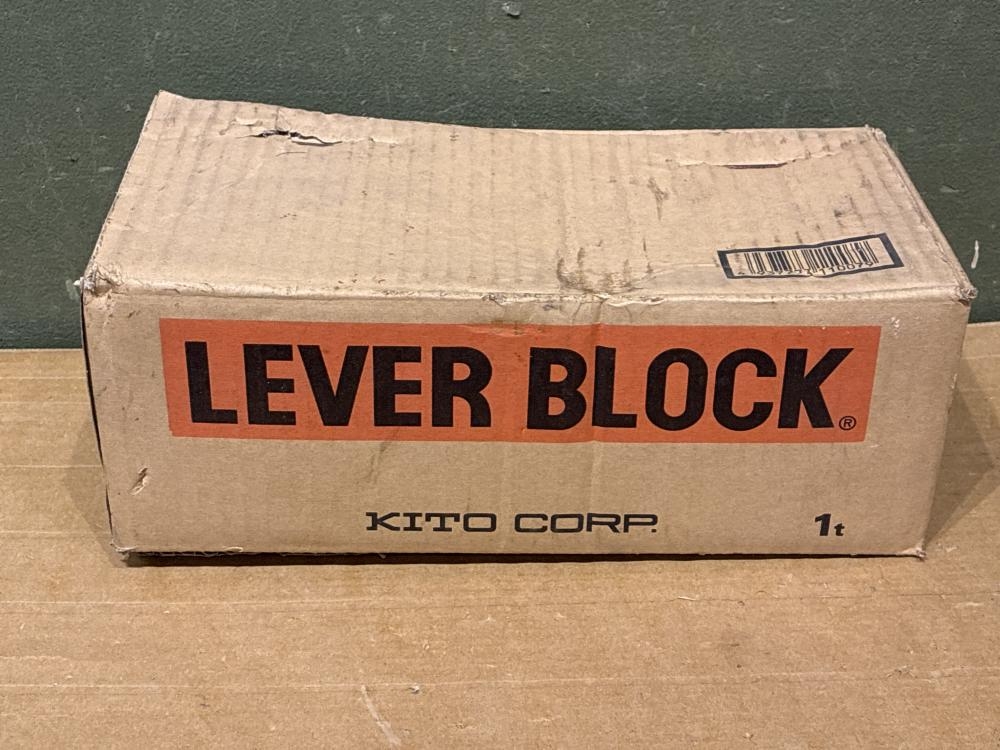 LEVER BLOCK®
KITO CORP.
1t